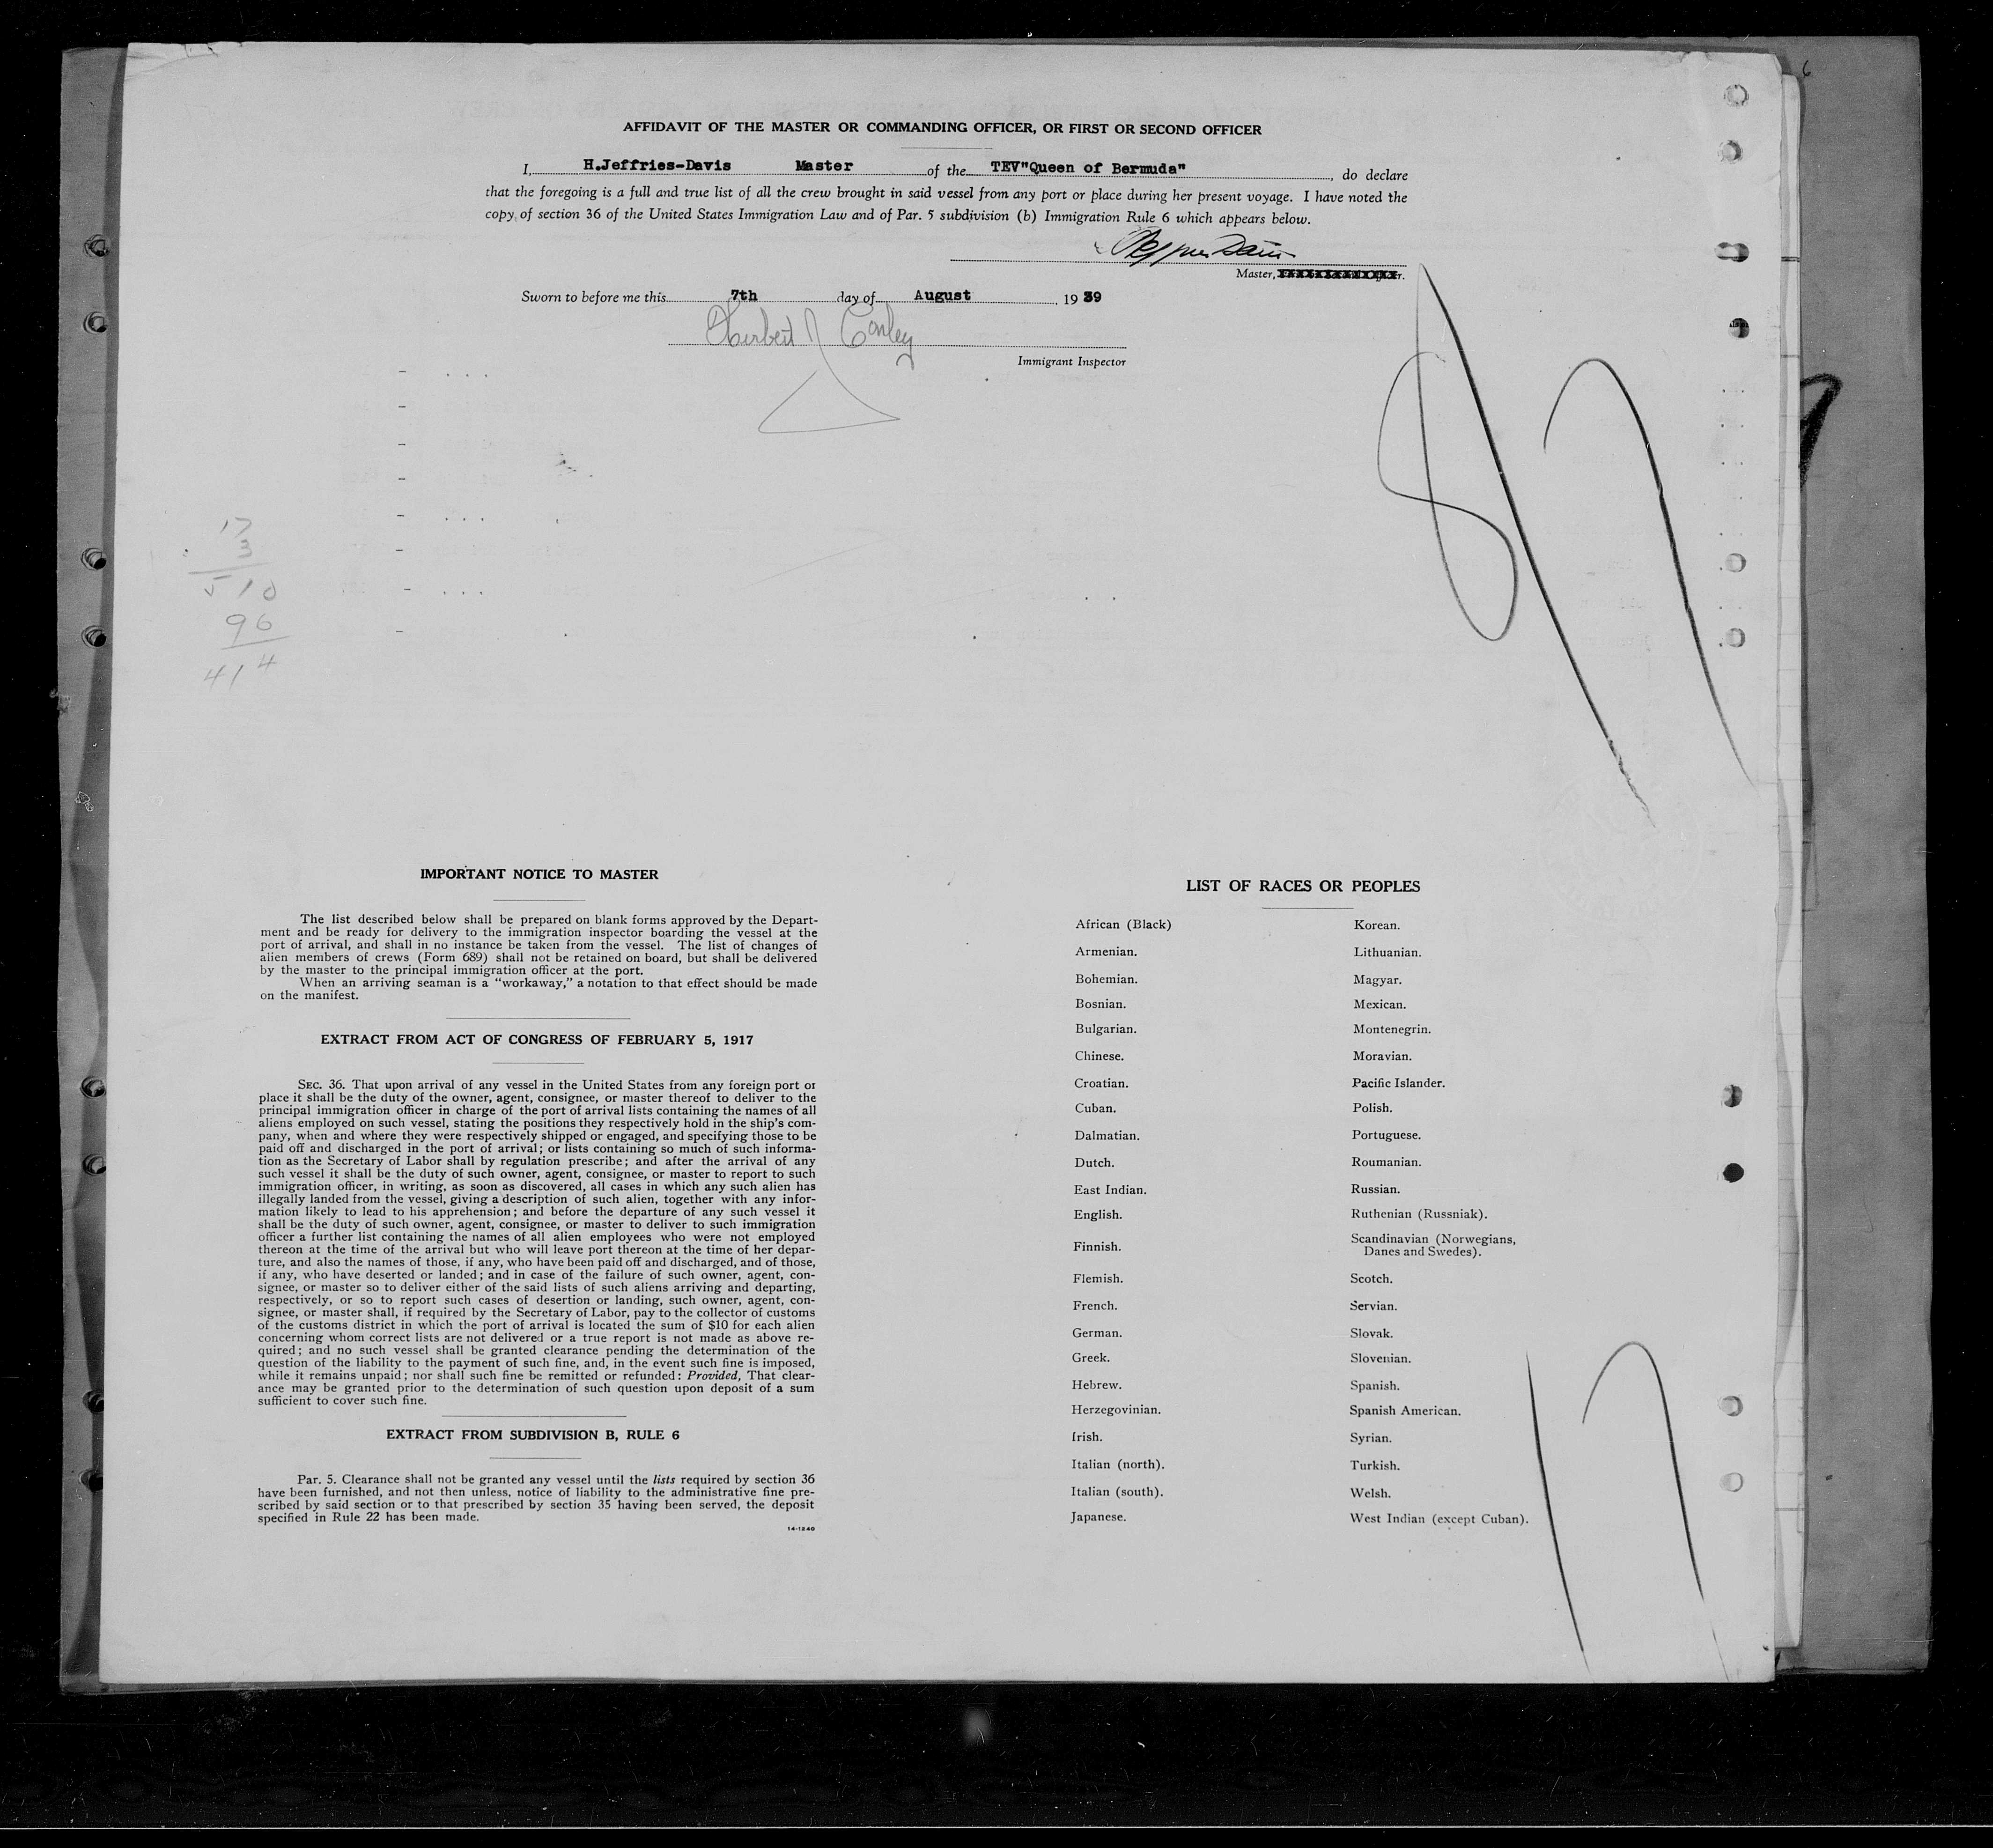 AFFIDAVIT OF THE MASTER OR COMMANDING OFFICER, OR FIRST OR SECOND OFFICER
I, H.Jeffries-Davis Master of the TEV"Queen of Bermuda", do declare
that the foregoing is a full and true list of all the crew brought in said vessel from any port or place during her present voyage. I have noted the
copy of section 36 of the United States Immigration Law and of Par. 5 subdivision (b) Immigration Rule 6 which appears below.
Master,
Sworn to before me this 7th day of August, 1939
Conley
Immigrant Inspector
17
3
510
96
414
IMPORTANT NOTICE TO MASTER
The list described below shall be prepared on blank forms approved by the Depart-
ment and be ready for delivery to the immigration inspector boarding the vessel at the
port of arrival, and shall in no instance be taken from the vessel. The list of changes of
alien members of crews (Form 689) shall not be retained on board, but shall be delivered
by the master to the principal immigration officer at the port.
When an arriving seaman is a "workaway," a notation to that effect should be made
on the manifest.
EXTRACT FROM ACT OF CONGRESS OF FEBRUARY 5, 1917
SEC. 36. That upon arrival of any vessel in the United States from any foreign port or
place it shall be the duty of the owner, agent, consignee, or master thereof to deliver to the
principal immigration officer in charge of the port of arrival lists containing the names of all
aliens employed on such vessel, stating the positions they respectively hold in the ship's com-
pany, when and where they were respectively shipped or engaged, and specifying those to be
paid off and discharged in the port of arrival; or lists containing so much of such informa-
tion as the Secretary of Labor shall by regulation prescribe; and after the arrival of any
such vessel it shall be the duty of such owner, agent, consignee, or master to report to such
immigration officer, in writing, as soon as discovered, all cases in which any such alien has
illegally landed from the vessel, giving a description of such alien, together with any infor-
mation likely to lead to his apprehension; and before the departure of any such vessel it
shall be the duty of such owner, agent, consignee, or master to deliver to such immigration
officer a further list containing the names of all alien employees who were not employed
thereon at the time of the arrival but who will leave port thereon at the time of her depar-
ture, and also the names of those, if any, who have been paid off and discharged, and of those,
if any, who have deserted or landed; and in case of the failure of such owner, agent, con-
signee, or master so to deliver either of the said lists of such aliens arriving and departing,
respectively, or so to report such cases of desertion or landing, such owner, agent, con-
signee, or master shall, if required by the Secretary of Labor, pay to the collector of customs
of the customs district in which the port of arrival is located the sum of $10 for each alien
concerning whom correct lists are not delivered or a true report is not made as above re-
quired; and no such vessel shall be granted clearance pending the determination of the
question of the liability to the payment of such fine, and, in the event such fine is imposed,
while it remains unpaid; nor shall such fine be remitted or refunded: Provided, That clear-
ance may be granted prior to the determination of such question upon deposit of a sum
sufficient to cover such fine.
EXTRACT FROM SUBDIVISION B, RULE 6
Par. 5. Clearance shall not be granted any vessel until the lists required by section 36
have been furnished, and not then unless, notice of liability to the administrative fine pre-
scribed by said section or to that prescribed by section 35 having been served, the deposit
specified in Rule 22 has been made.
14-1240
LIST OF RACES OR PEOPLES
African (Black)
Armenian.
Bohemian.
Bosnian.
Bulgarian.
Chinese.
Croatian.
Cuban.
Dalmatian.
Dutch.
East Indian.
English.
Finnish.
Flemish.
French.
German.
Greek.
Hebrew.
Herzegovinian.
Irish.
Italian (north).
Italian (south).
Japanese.
Korean.
Lithuanian.
Magyar.
Mexican.
Montenegrin.
Moravian.
Pacific Islander.
Polish.
Portuguese.
Roumanian.
Russian.
Ruthenian (Russniak).
Scandinavian (Norwegians,
Danes and Swedes).
Scotch.
Servian.
Slovak.
Slovenian.
Spanish.
Spanish American.
Syrian.
Turkish.
Welsh.
West Indian (except Cuban).